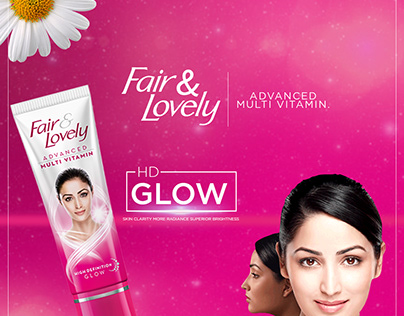 Fair &
Lovely
ADVANCED
MULTI VITAMIN.
HD
GLOW
SKIN CLARITY MORE RADIANCE SUPERIOR BRIGHTNESS
Fair &
Lovely
ADVANCED
MULTI VITAMIN
HIGH DEFINITION
GLOW